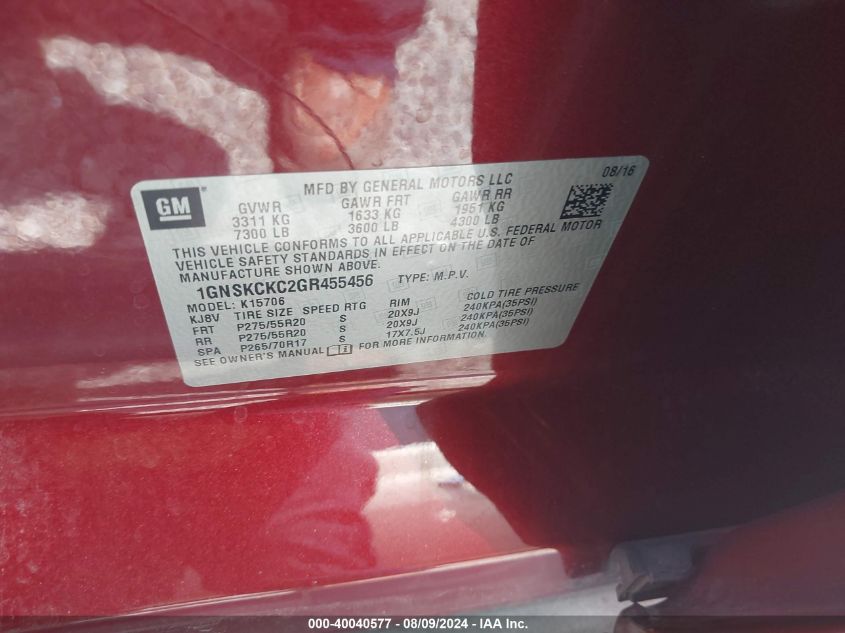 MFD BY GENERAL MOTORS LLC 08/16
GM
GVWR GAWR FRT GAWR RR
3311 KG 1633 KG 1951 KG
7300 LB 3600 LB 4300 LB
THIS VEHICLE CONFORMS TO ALL APPLICABLE U.S. FEDERAL MOTOR
VEHICLE SAFETY STANDARDS IN EFFECT ON THE DATE OF
MANUFACTURE SHOWN ABOVE.
1GNSKCKC2GR455456 TYPE: M.P.V.
MODEL: K15706
KJ8V TIRE SIZE SPEED RTG RIM COLD TIRE PRESSURE
FRT P275/55R20 S 20X9J 240KPA(35PSI)
RR P275/55R20 S 20X9J 240KPA(35PSI)
SPA P265/70R17 S 17X7.5J 240KPA(35PSI)
SEE OWNER'S MANUAL FOR MORE INFORMATION.
000-40040577 - 08/09/2024 - IAA Inc.